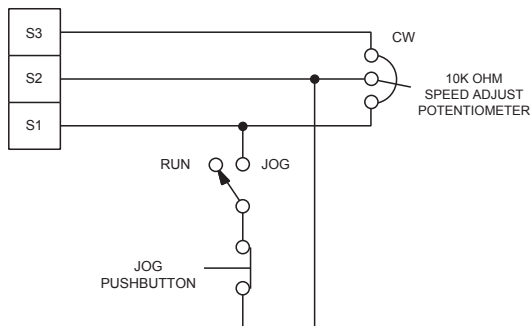 S3
CW
S2
10K OHM
SPEED ADJUST
POTENTIOMETER
S1
RUN
JOG
JOG
PUSHBUTTON